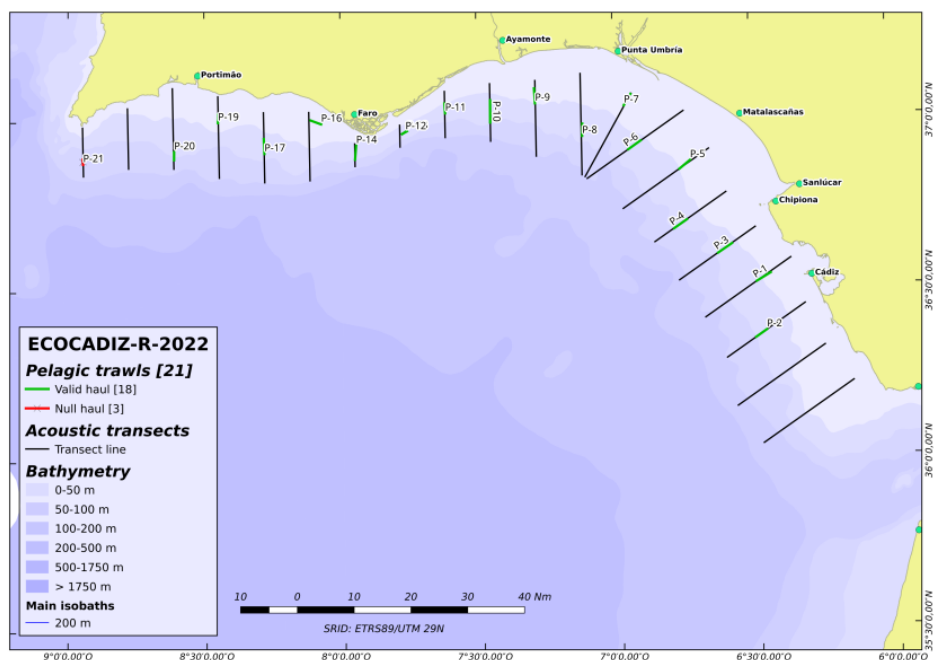 Ayamonte
Punta Umbría
Portimão
P-7
Faro
P-9
P-11
P-10
Matalascañas
P-19
P-16
P-12
P-8
P-14
P-6
P-20
P-17
P-5
P-21
Sanlúcar
Chipiona
P-4
P-3
P-1
Cádiz
P-2
37°0'0.00"N
36°30'0.00"N
36°0'0.00"N
35°30'0.00"N
ECOCADIZ-R-2022
Pelagic trawls [21]
Valid haul [18]
Null haul [3]
Acoustic transects
Transect line
Bathymetry
0-50 m
50-100 m
100-200 m
200-500 m
500-1750 m
> 1750 m
Main isobaths
200 m
10 0 10 20 30 40 Nm
SRID: ETRS89/UTM 29N
9°0'0.00"O 8°30'0.00"O 8°0'0.00"O 7°30'0.00"O 7°0'0.00"O 6°30'0.00"O 6°0'0.00"O